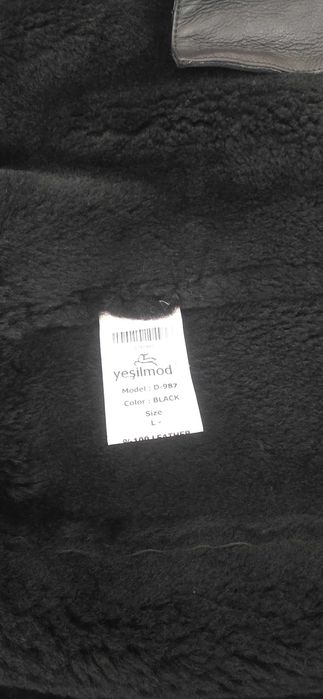 yeşilmod
Model : D-987
Color : BLACK
Size
L -
% 100 LEATHER